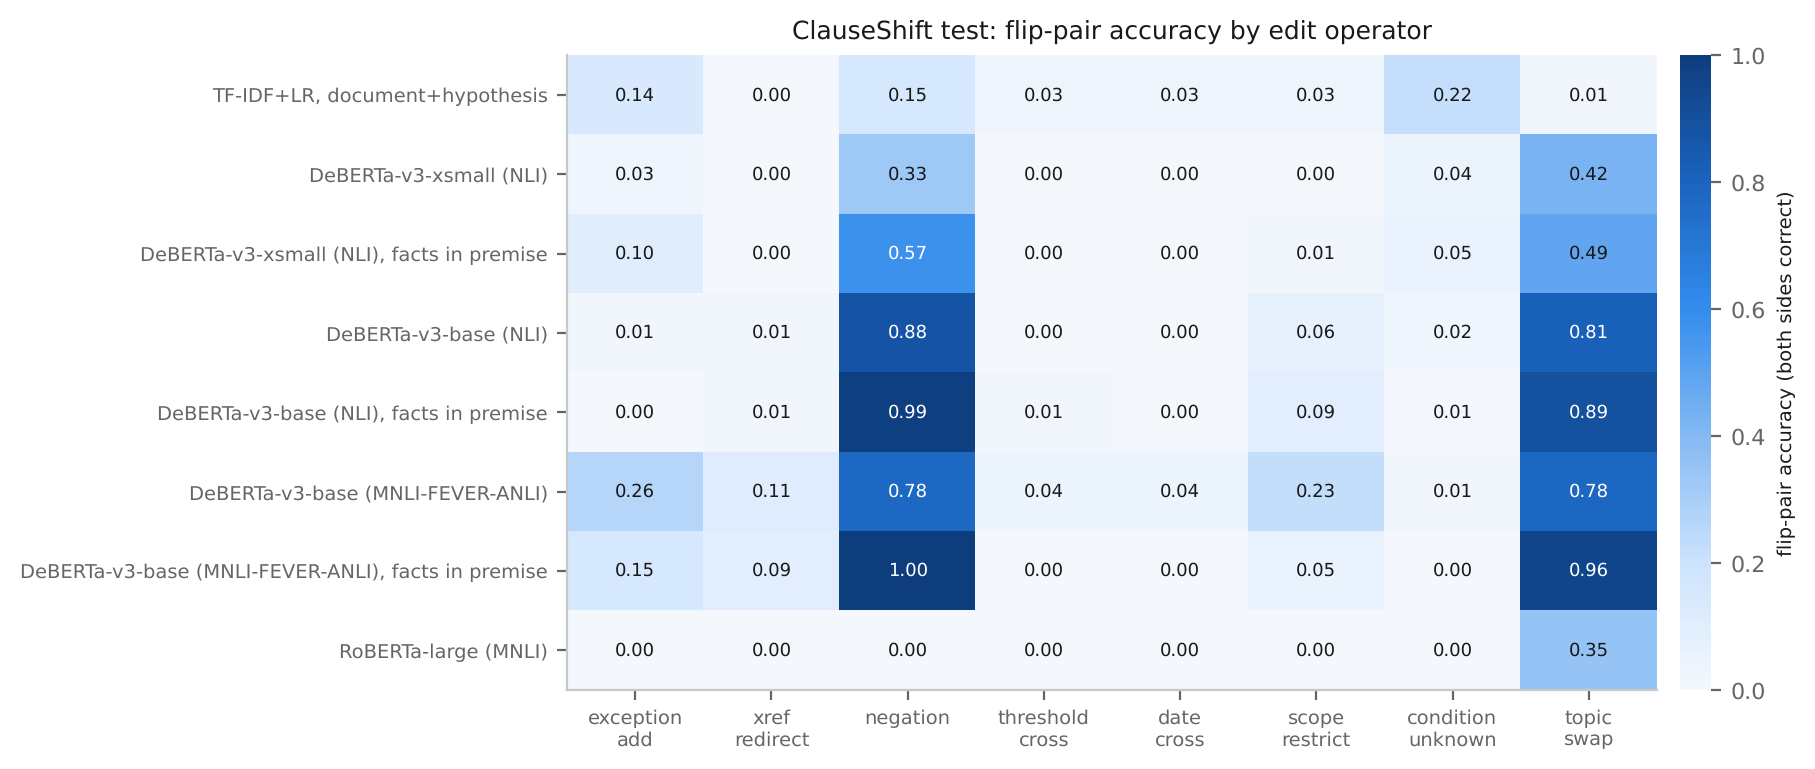 ClauseShift test: flip-pair accuracy by edit operator
TF-IDF+LR, document+hypothesis 0.14 0.00 0.15 0.03 0.03 0.03 0.22 0.01
DeBERTa-v3-xsmall (NLI) 0.03 0.00 0.33 0.00 0.00 0.00 0.04 0.42
DeBERTa-v3-xsmall (NLI), facts in premise 0.10 0.00 0.57 0.00 0.00 0.01 0.05 0.49
DeBERTa-v3-base (NLI) 0.01 0.01 0.88 0.00 0.00 0.06 0.02 0.81
DeBERTa-v3-base (NLI), facts in premise 0.00 0.01 0.99 0.01 0.00 0.09 0.01 0.89
DeBERTa-v3-base (MNLI-FEVER-ANLI) 0.26 0.11 0.78 0.04 0.04 0.23 0.01 0.78
DeBERTa-v3-base (MNLI-FEVER-ANLI), facts in premise 0.15 0.09 1.00 0.00 0.00 0.05 0.00 0.96
RoBERTa-large (MNLI) 0.00 0.00 0.00 0.00 0.00 0.00 0.00 0.35
exception add
xref redirect
negation
threshold cross
date cross
scope restrict
condition unknown
topic swap
1.0
0.8
0.6
0.4
0.2
0.0
flip-pair accuracy (both sides correct)